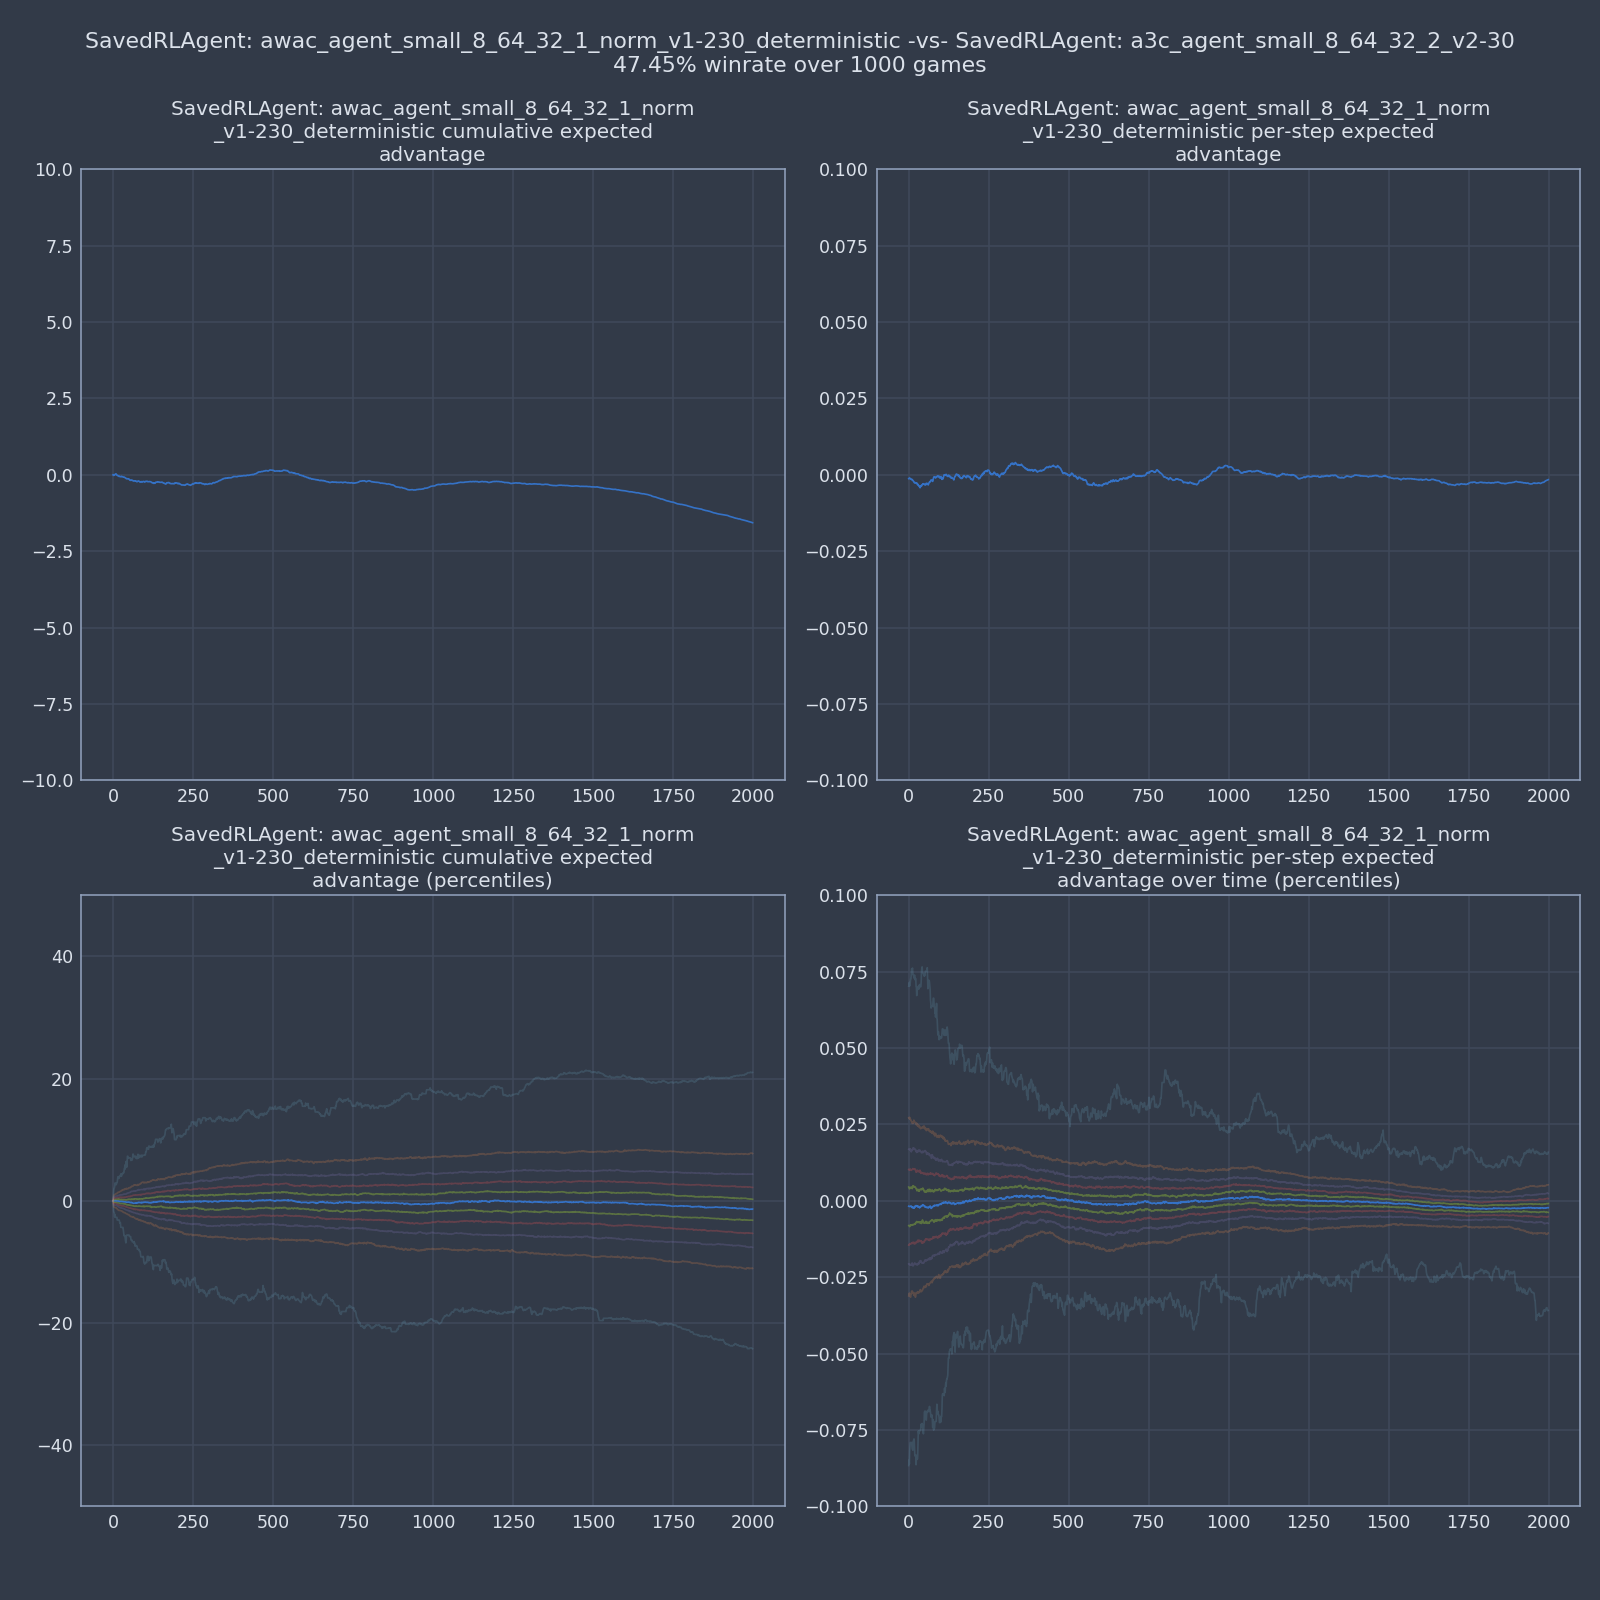 SavedRLAgent: awac_agent_small_8_64_32_1_norm_v1-230_deterministic -vs- SavedRLAgent: a3c_agent_small_8_64_32_2_v2-30
47.45% winrate over 1000 games
SavedRLAgent: awac_agent_small_8_64_32_1_norm
_v1-230_deterministic cumulative expected
advantage
10.0
7.5
5.0
2.5
0.0
−2.5
−5.0
−7.5
−10.0
0 250 500 750 1000 1250 1500 1750 2000
SavedRLAgent: awac_agent_small_8_64_32_1_norm
_v1-230_deterministic per-step expected
advantage
0.100
0.075
0.050
0.025
0.000
−0.025
−0.050
−0.075
−0.100
0 250 500 750 1000 1250 1500 1750 2000
SavedRLAgent: awac_agent_small_8_64_32_1_norm
_v1-230_deterministic cumulative expected
advantage (percentiles)
40
20
0
−20
−40
0 250 500 750 1000 1250 1500 1750 2000
SavedRLAgent: awac_agent_small_8_64_32_1_norm
_v1-230_deterministic per-step expected
advantage over time (percentiles)
0.100
0.075
0.050
0.025
0.000
−0.025
−0.050
−0.075
−0.100
0 250 500 750 1000 1250 1500 1750 2000